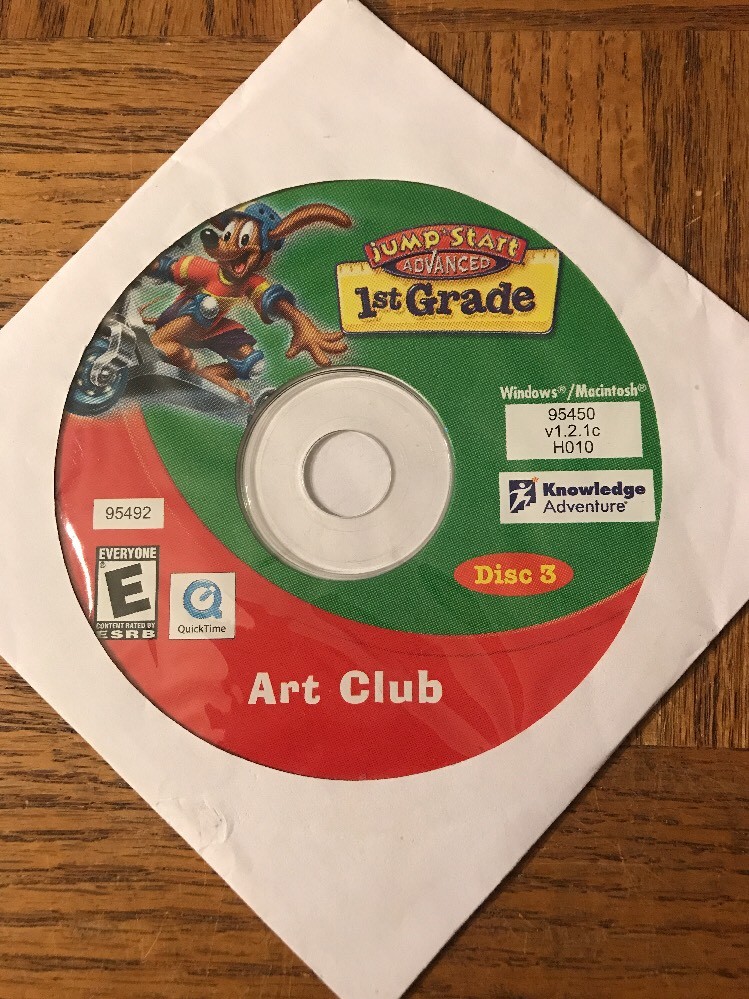 JUMP START
ADVANCED
1st Grade
Windows®/Macintosh®
95450
v1.2.1c
H010
Knowledge
Adventure®
95492
Disc 3
EVERYONE
E
CONTENT RATED BY
ESRB
QuickTime
Art Club